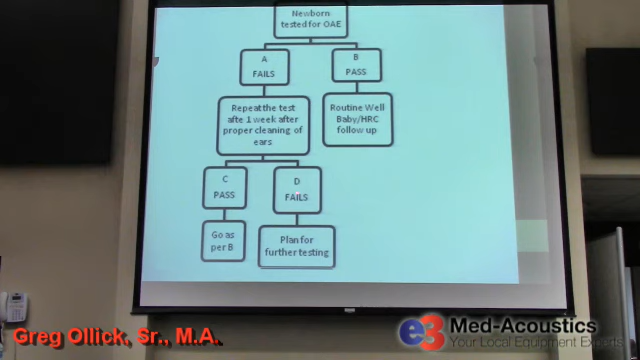 Newborn
tested for OAE
A
FAILS
B
PASS
Repeat the test
afte 1 week after
proper cleaning of
ears
Routine Well
Baby/HRC
follow up
C
PASS
D
FAILS
Go as
per B
Plan for
further testing
Greg Ollick, Sr., M.A.
e3 Med-Acoustics
Your Local Equipment Experts